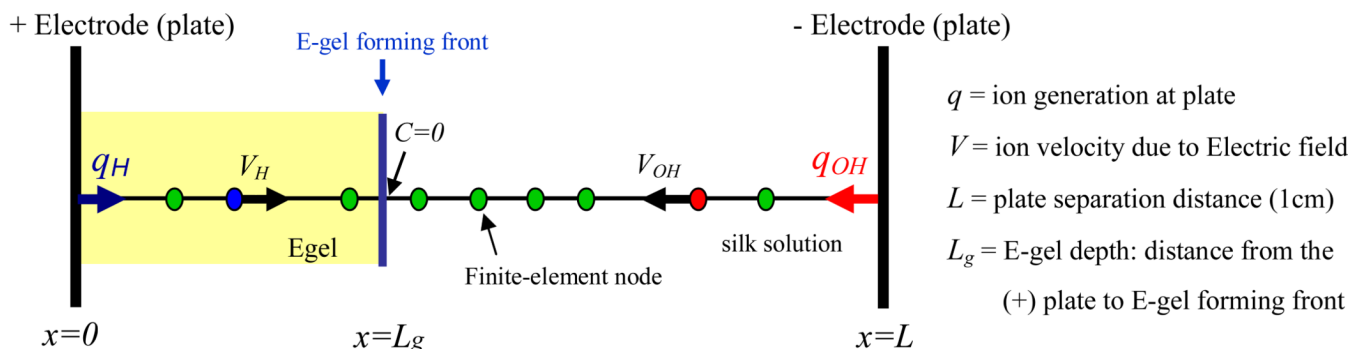 + Electrode (plate)
E-gel forming front
- Electrode (plate)
C=0
qH
VH
VOH
qOH
Egel
silk solution
Finite-element node
x=0
x=Lg
x=L
q = ion generation at plate
V = ion velocity due to Electric field
L = plate separation distance (1cm)
Lg = E-gel depth: distance from the
(+) plate to E-gel forming front